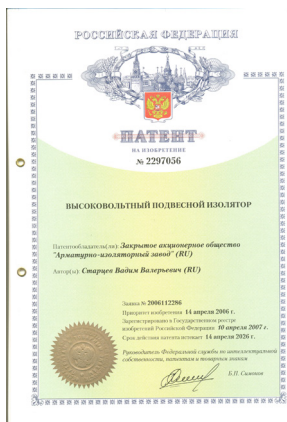 РОССИЙСКАЯ ФЕДЕРАЦИЯ
ПАТЕНТ
НА ИЗОБРЕТЕНИЕ
№ 2297056
ВЫСОКОВОЛЬТНЫЙ ПОДВЕСНОЙ ИЗОЛЯТОР
Патентообладатель(ли): Закрытое акционерное общество
"Арматурно-изоляторный завод" (RU)
Автор(ы): Старцев Вадим Валерьевич (RU)
Заявка № 2006112286
Приоритет изобретения 14 апреля 2006 г.
Зарегистрировано в Государственном реестре
изобретений Российской Федерации 10 апреля 2007 г.
Срок действия патента истекает 14 апреля 2026 г.
Руководитель Федеральной службы по интеллектуальной
собственности, патентам и товарным знакам
Б.П. Симонов